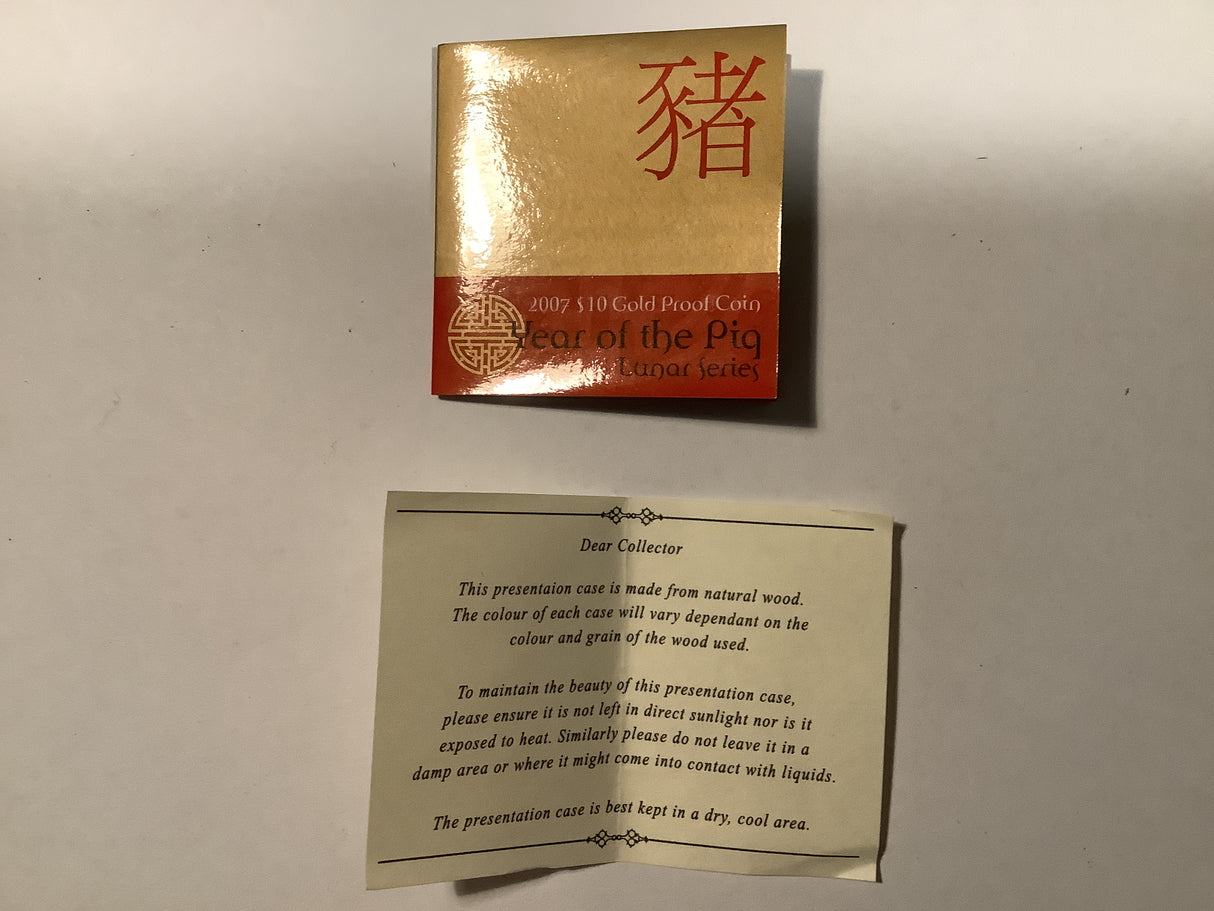 豬
2007 $10 Gold Proof Coin
Year of the Pig
Lunar Series
Dear Collector
This presentaion case is made from natural wood.
The colour of each case will vary dependant on the
colour and grain of the wood used.
To maintain the beauty of this presentation case,
please ensure it is not left in direct sunlight nor is it
exposed to heat. Similarly please do not leave it in a
damp area or where it might come into contact with liquids.
The presentation case is best kept in a dry, cool area.